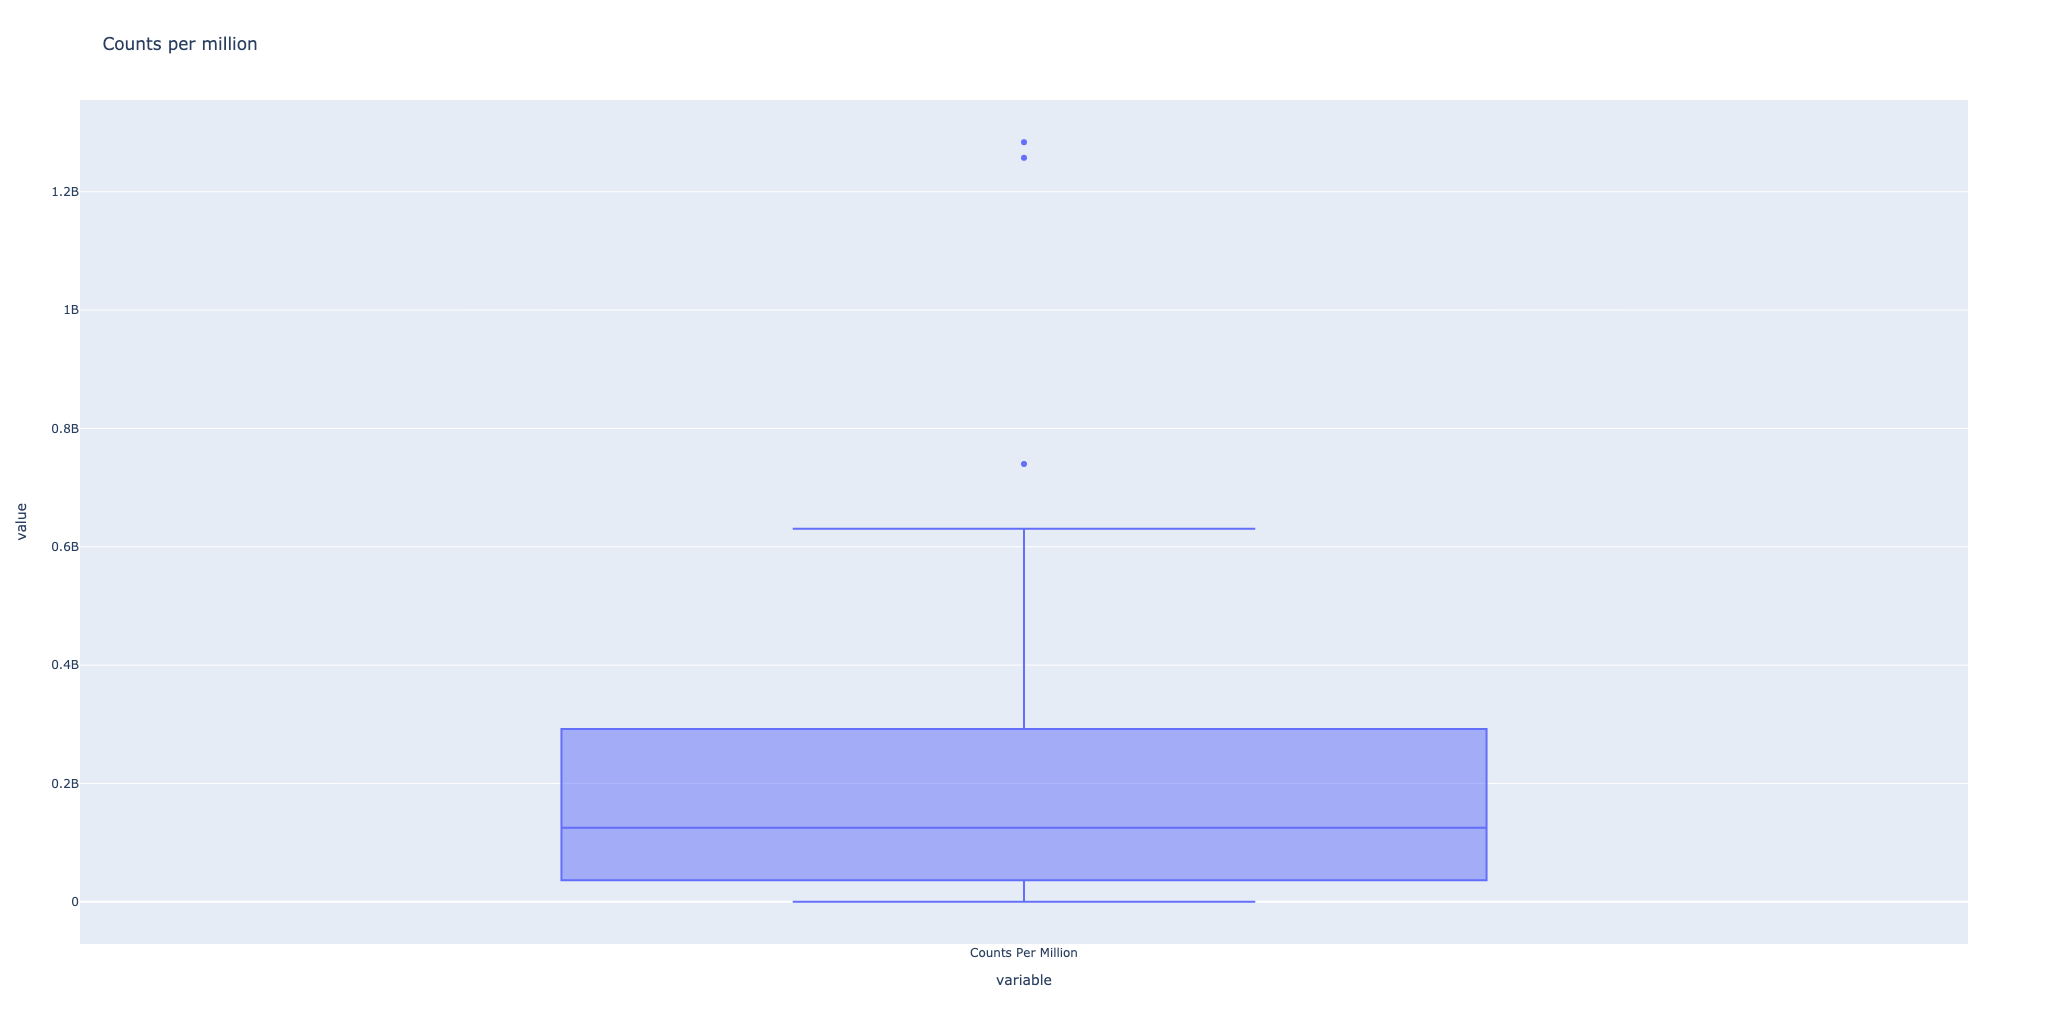 Counts per million
1.2B
1B
0.8B
value
0.6B
0.4B
0.2B
0
Counts Per Million
variable